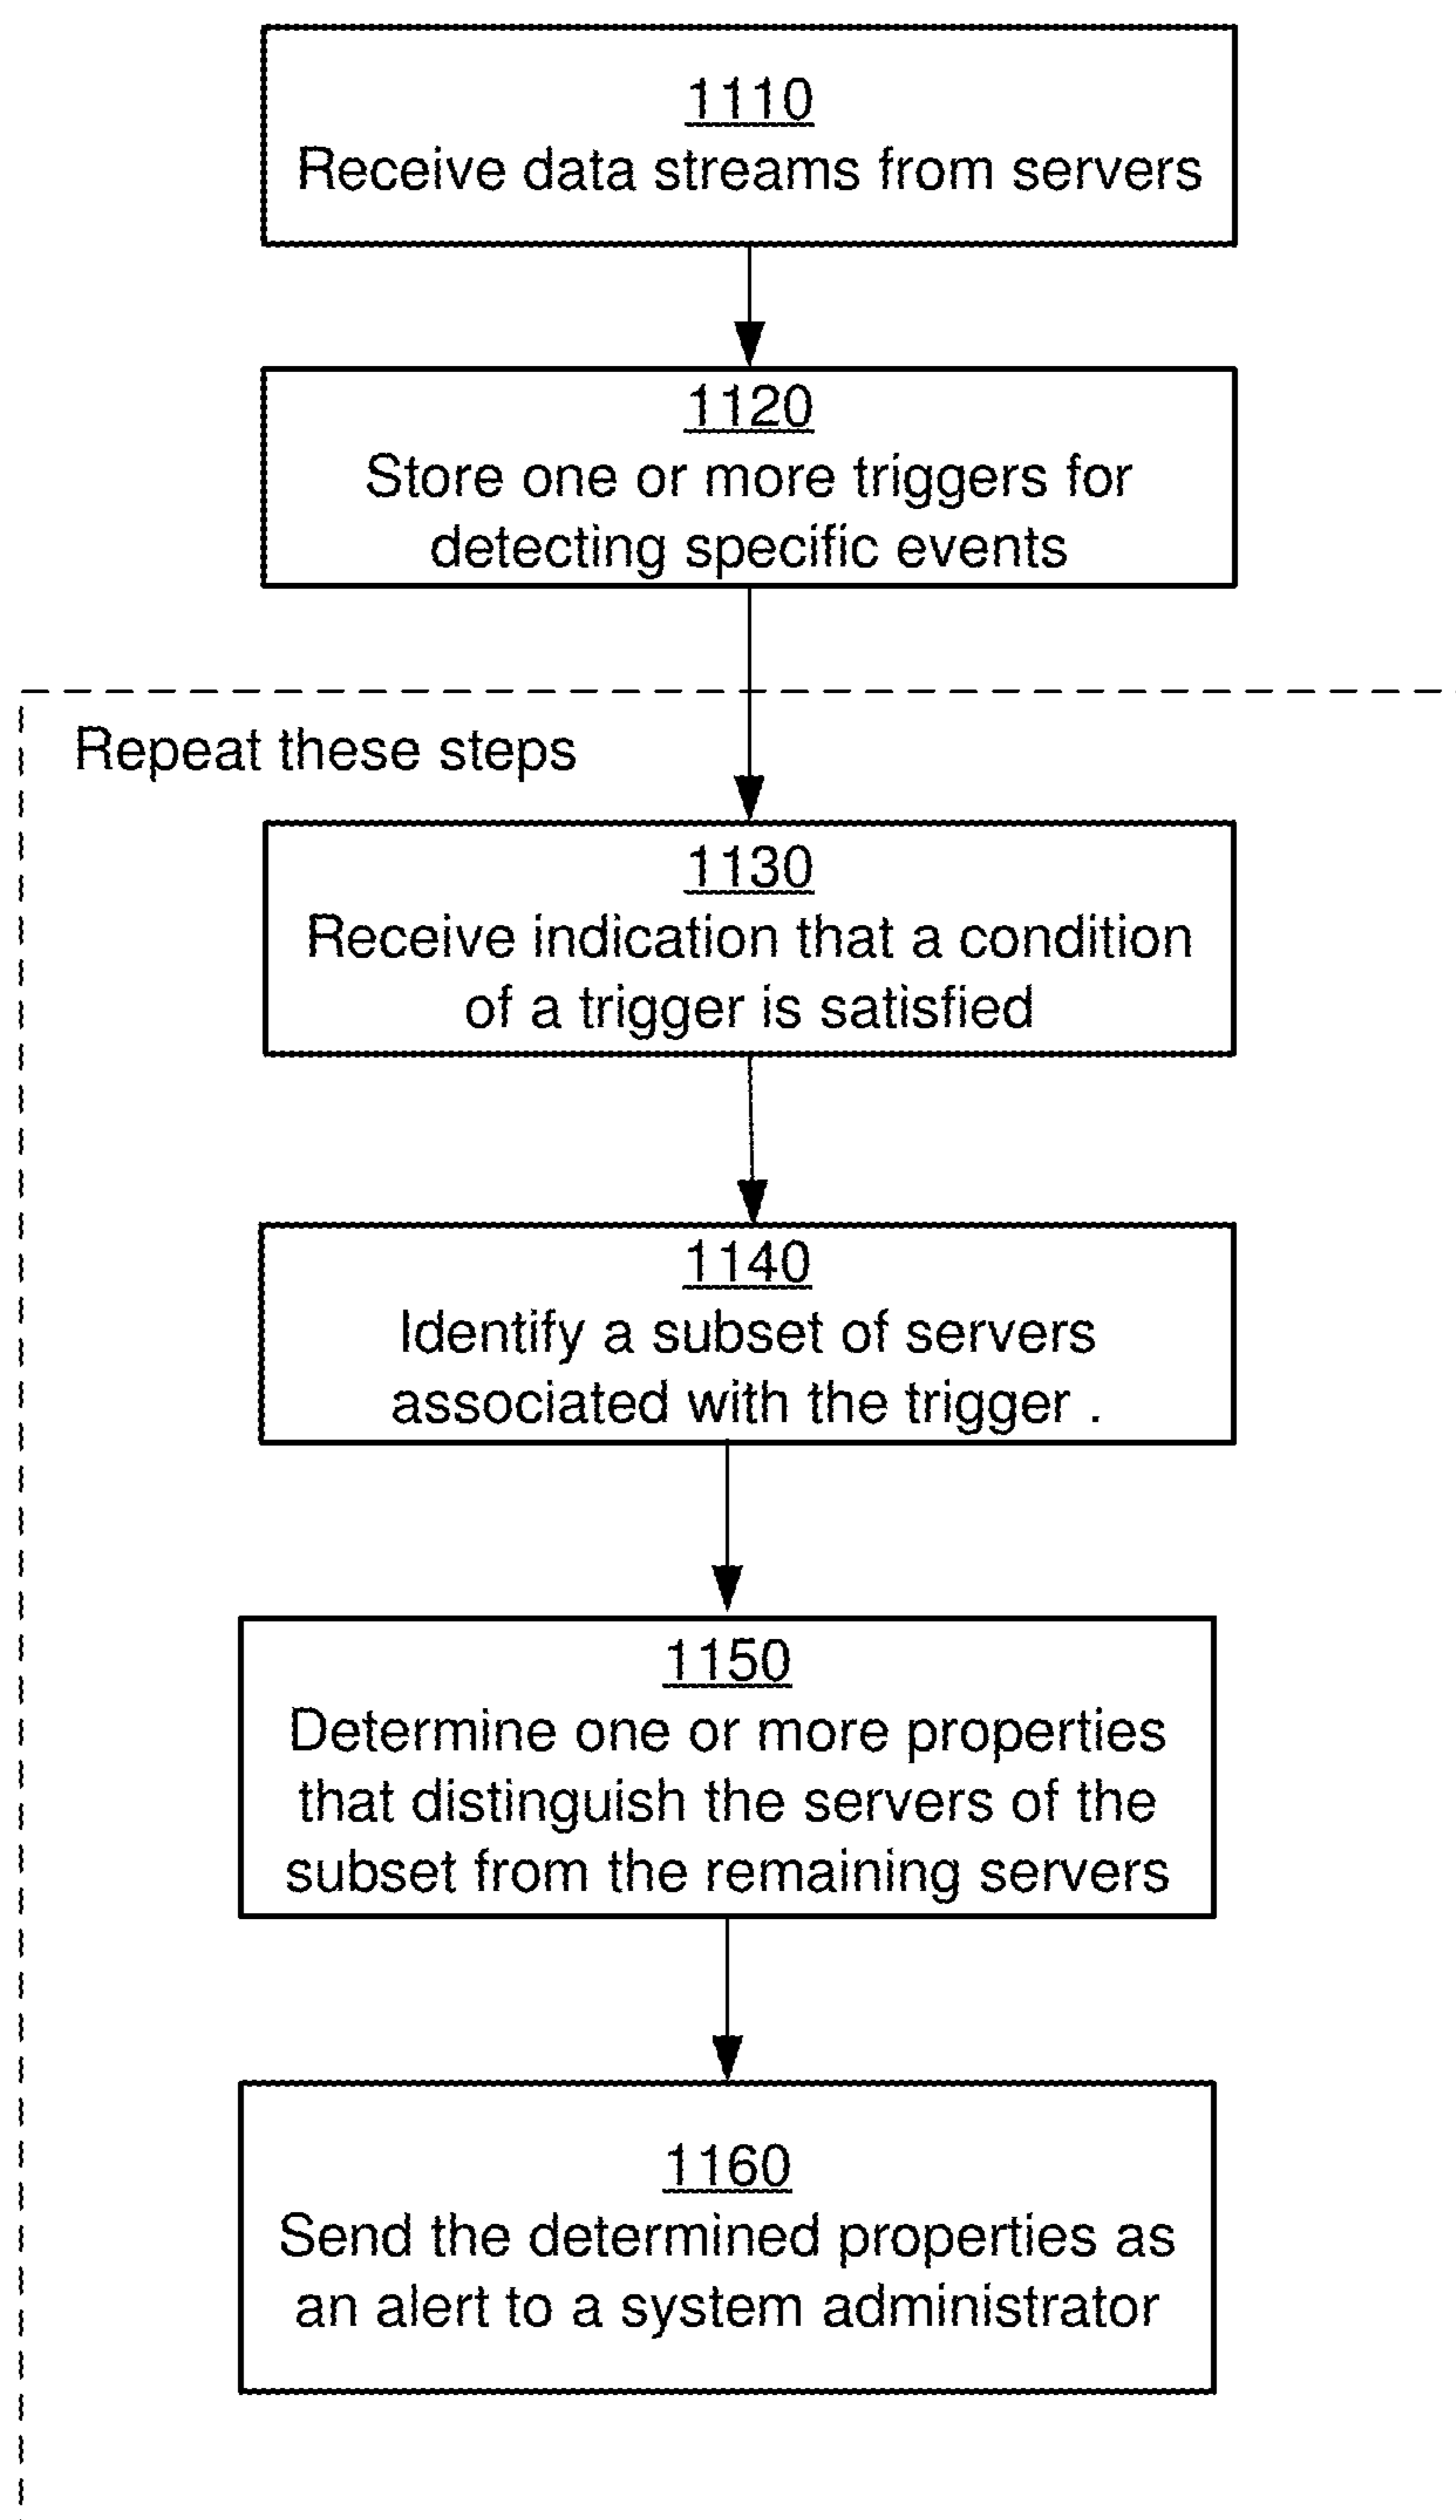 1110
Receive data streams from servers
1120
Store one or more triggers for
detecting specific events
Repeat these steps
1130
Receive indication that a condition
of a trigger is satisfied
1140
Identify a subset of servers
associated with the trigger .
1150
Determine one or more properties
that distinguish the servers of the
subset from the remaining servers
1160
Send the determined properties as
an alert to a system administrator